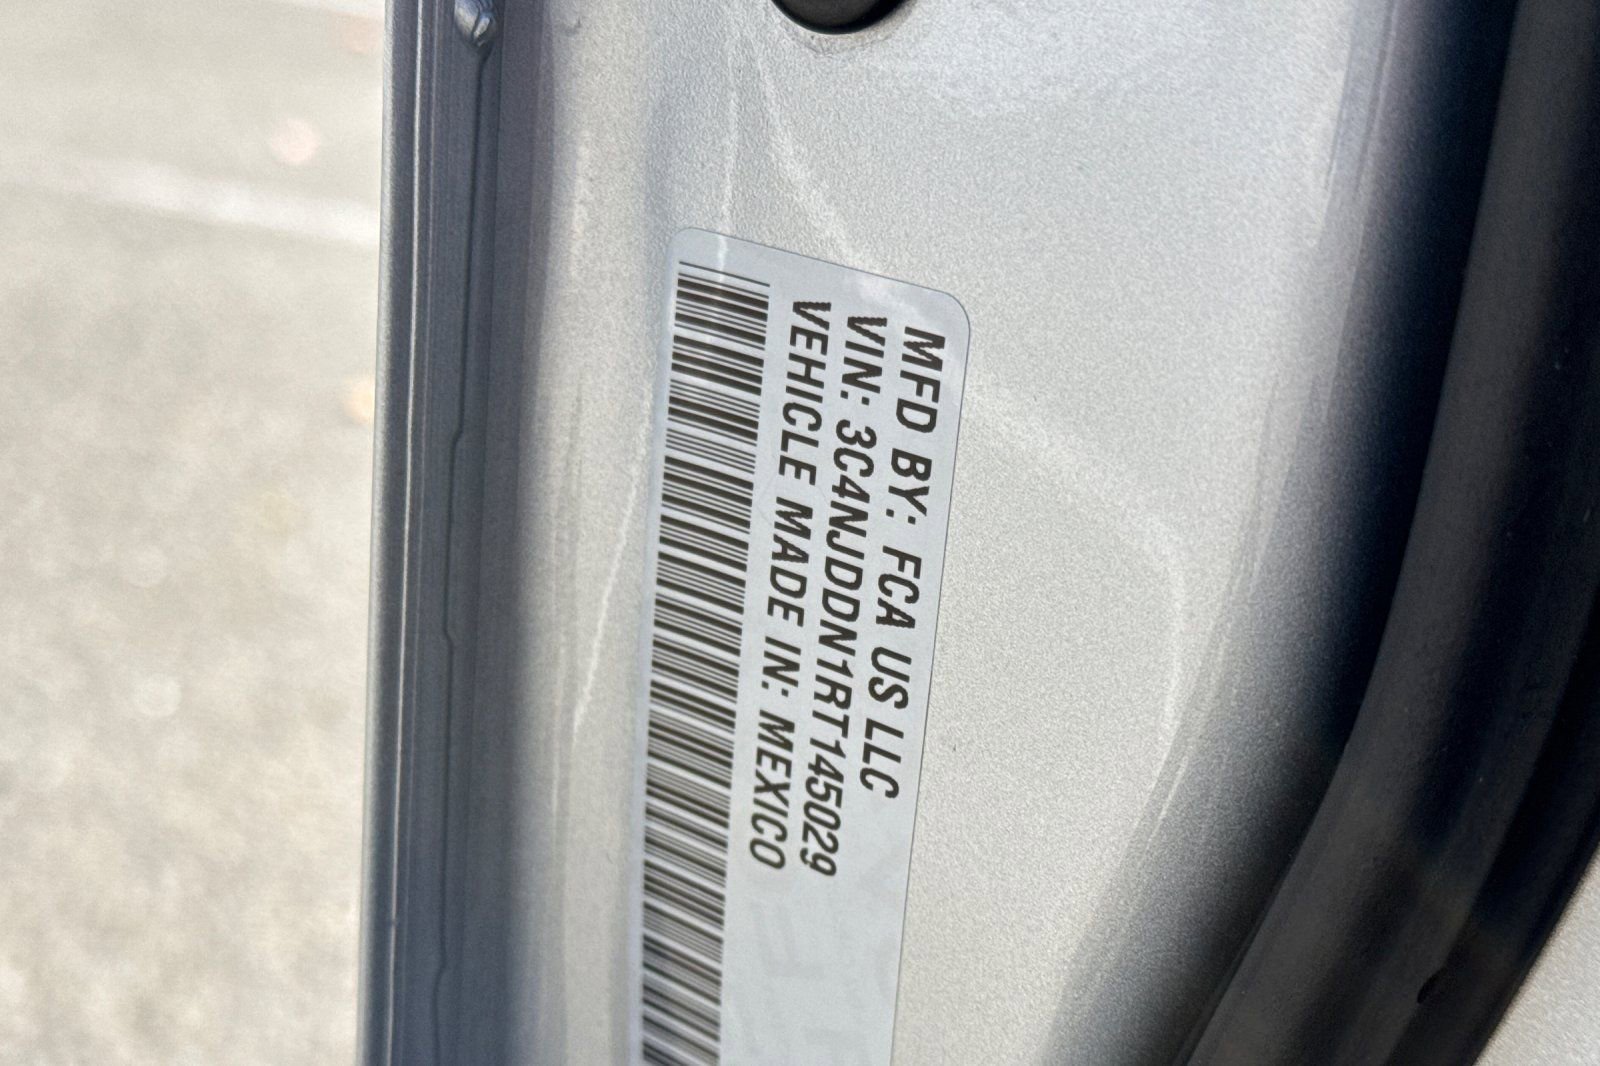 MFD BY: FCA US LLC
VIN: 3C4NJDDN1RT145029
VEHICLE MADE IN: MEXICO